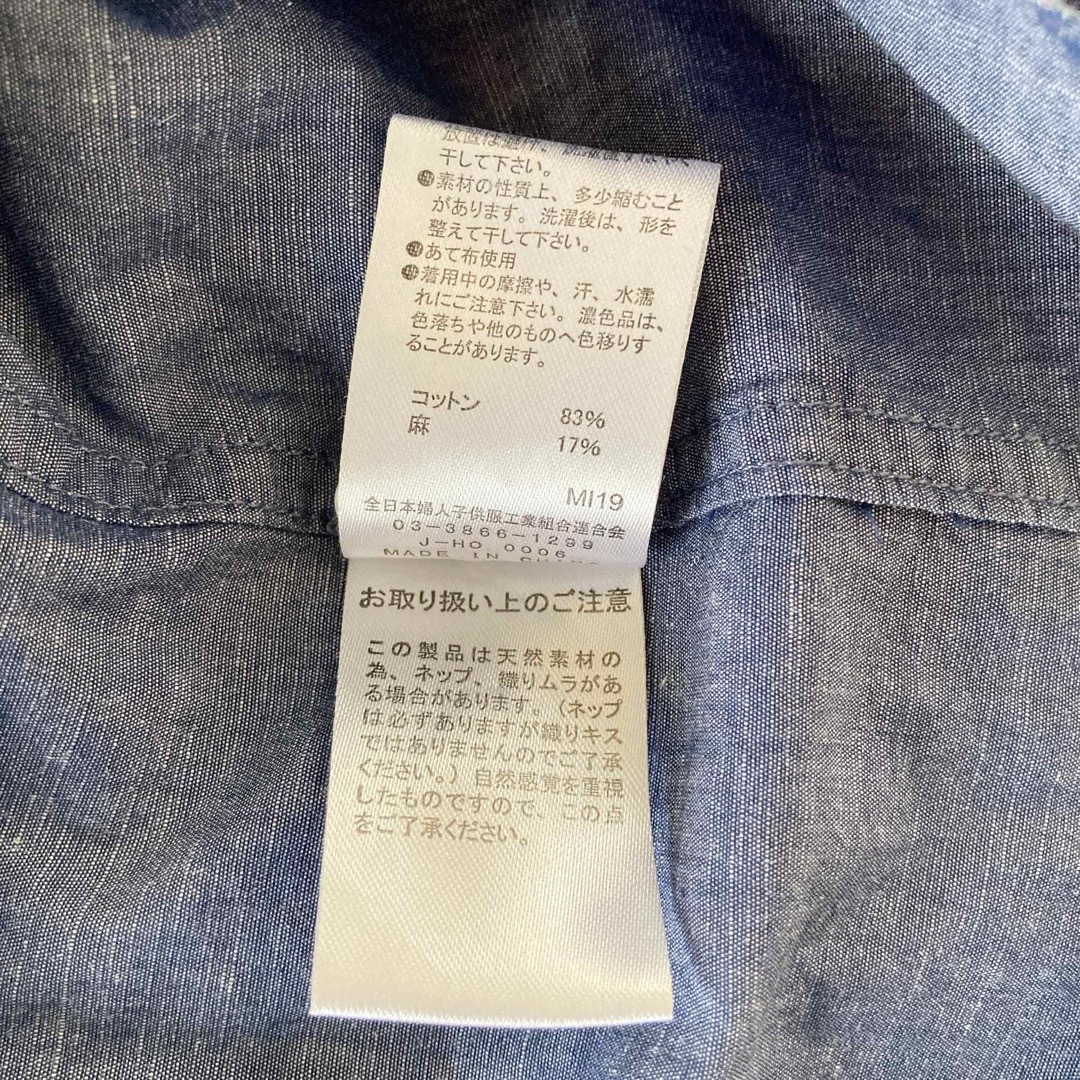 干して下さい。
●素材の性質上、多少縮むこと
があります。洗濯後は、形を
整えて干して下さい。
●あて布使用
●着用中の摩擦や、汗、水濡
れにご注意下さい。濃色品は、
色落ちや他のものへ色移りす
ることがあります。
コットン 83%
麻 17%
MI19
全日本婦人子供服工業組合連合会
03-3866-1299
J-HO 0006
MADE IN
お取り扱い上のご注意
この製品は天然素材の
為、ネップ、織りムラがあ
る場合があります。(ネップ
は必ずありますが織りキズ
ではありませんのでご了承
ください。)自然感覚を重視
したものですので、この点
をご了承ください。